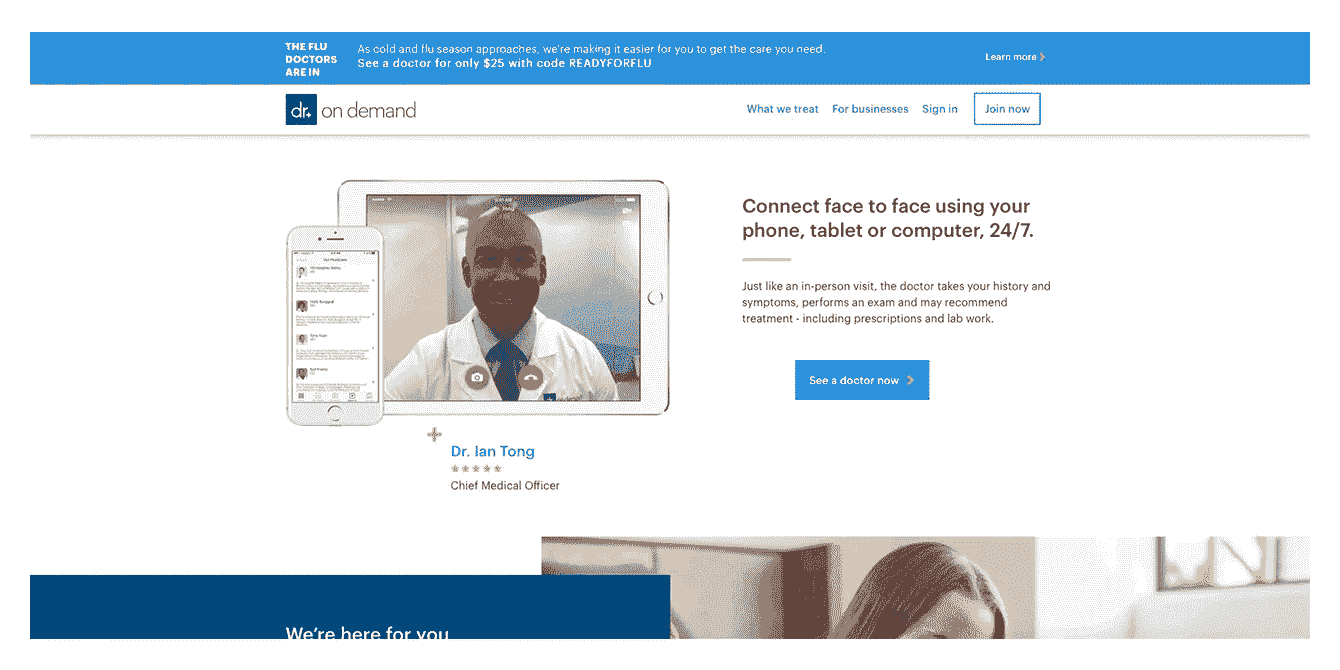 THE FLU
DOCTORS
ARE IN
As cold and flu season approaches, we're making it easier for you to get the care you need.
See a doctor for only $25 with code READYFORFLU
Learn more
dr. on demand
What we treat
For businesses
Sign in
Join now
Connect face to face using your
phone, tablet or computer, 24/7.
Just like an in-person visit, the doctor takes your history and
symptoms, performs an exam and may recommend
treatment - including prescriptions and lab work.
See a doctor now
Dr. Ian Tong
Chief Medical Officer
We're here for you